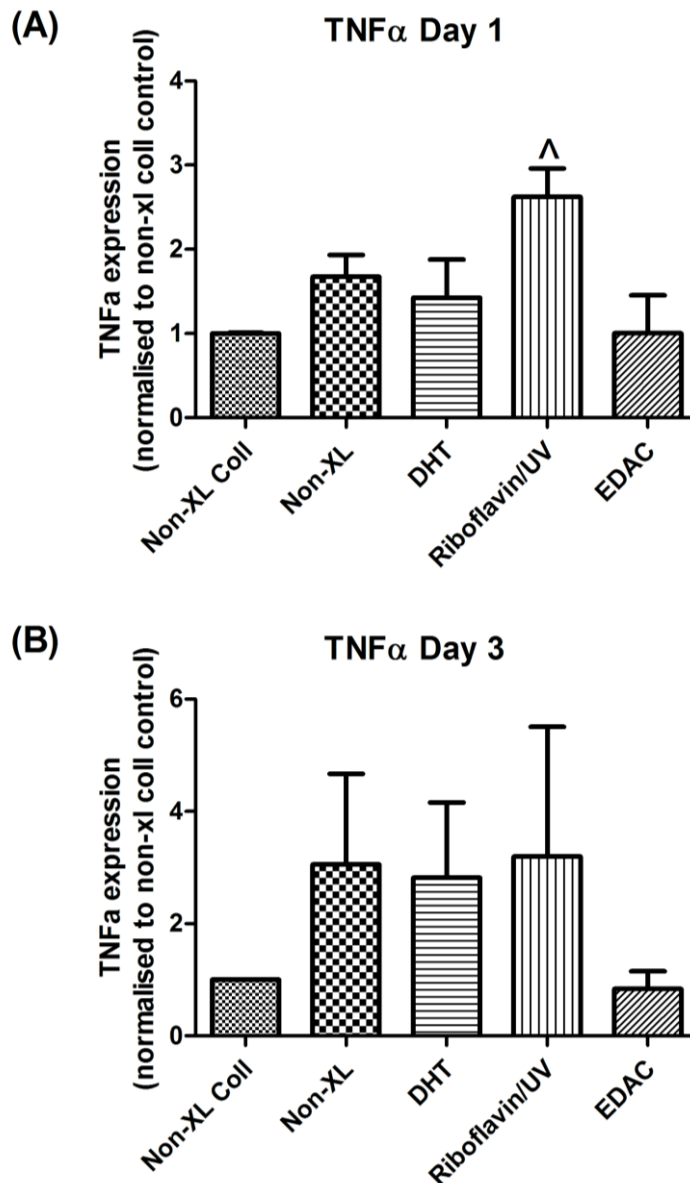 (A)
TNFα Day 1
TNFa expression
(normalised to non-xl coll control)
4
3
2
1
0
^
Non-XL Coll
Non-XL
DHT
Riboflavin/UV
EDAC
(B)
TNFα Day 3
TNFa expression
(normalised to non-xl coll control)
6
4
2
0
Non-XL Coll
Non-XL
DHT
Riboflavin/UV
EDAC